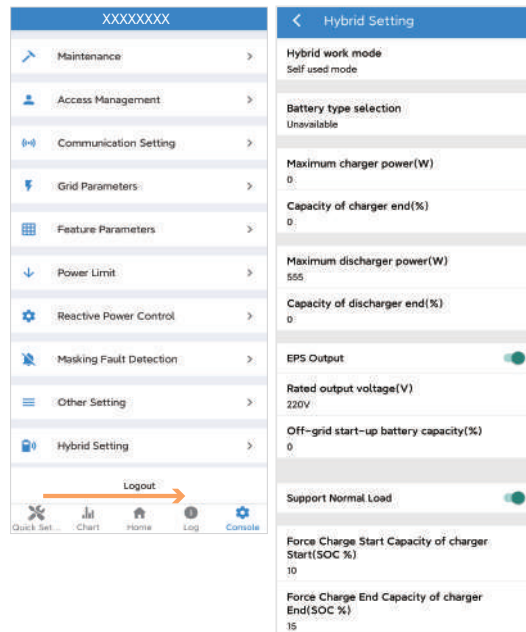 XXXXXXXX
Maintenance
Access Management
Communication Setting
Grid Parameters
Feature Parameters
Power Limit
Reactive Power Control
Masking Fault Detection
Other Setting
Hybrid Setting
Logout
Quick Set...
Chart
Home
Log
Console
Hybrid Setting
Hybrid work mode
Self used mode
Battery type selection
Unavailable
Maximum charger power(W)
0
Capacity of charger end(%)
0
Maximum discharger power(W)
555
Capacity of discharger end(%)
0
EPS Output
Rated output voltage(V)
220V
Off-grid start-up battery capacity(%)
0
Support Normal Load
Force Charge Start Capacity of charger
Start(SOC %)
10
Force Charge End Capacity of charger
End(SOC %)
15